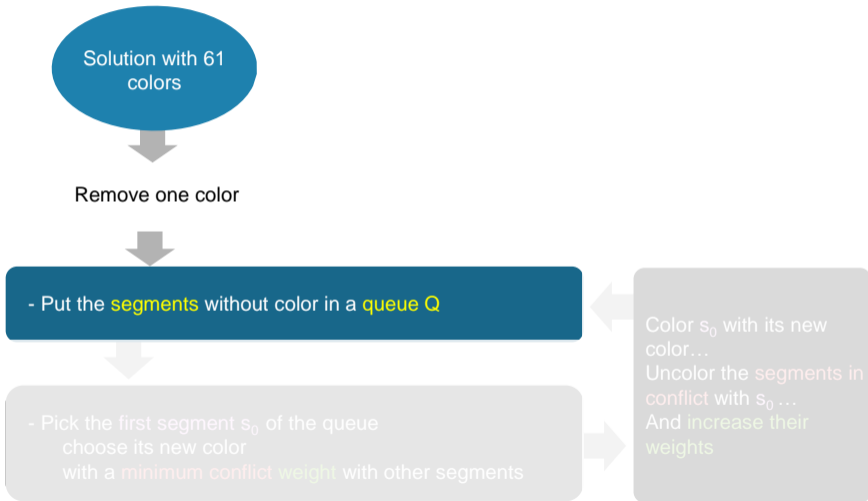 Solution with 61
colors
Remove one color
- Put the segments without color in a queue Q
- Pick the first segment s₀ of the queue
choose its new color
with a minimum conflict weight with other segments
Color s₀ with its new
color…
Uncolor the segments in
conflict with s₀ …
And increase their
weights